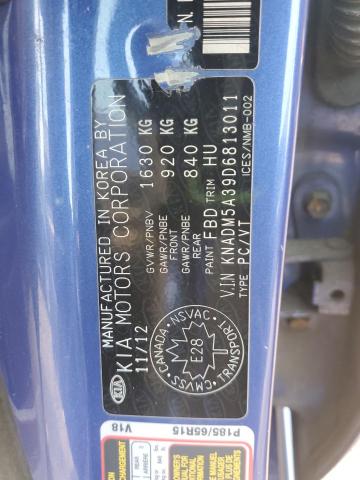 MANUFACTURED IN KOREA BY
KIA MOTORS CORPORATION
KIA
11/12
GVWR/PNBV 1630 KG
GAWR/PNBE FRONT 920 KG
GAWR/PNBE REAR 840 KG
PAINT FBD TRIM HU
V.I.N KNADM5A39D6813011
TYPE PC/VT
ICES/NMB-002
CANADA NSVAC
E28
CMVSS TRANSPORT
V18
P185/65R15